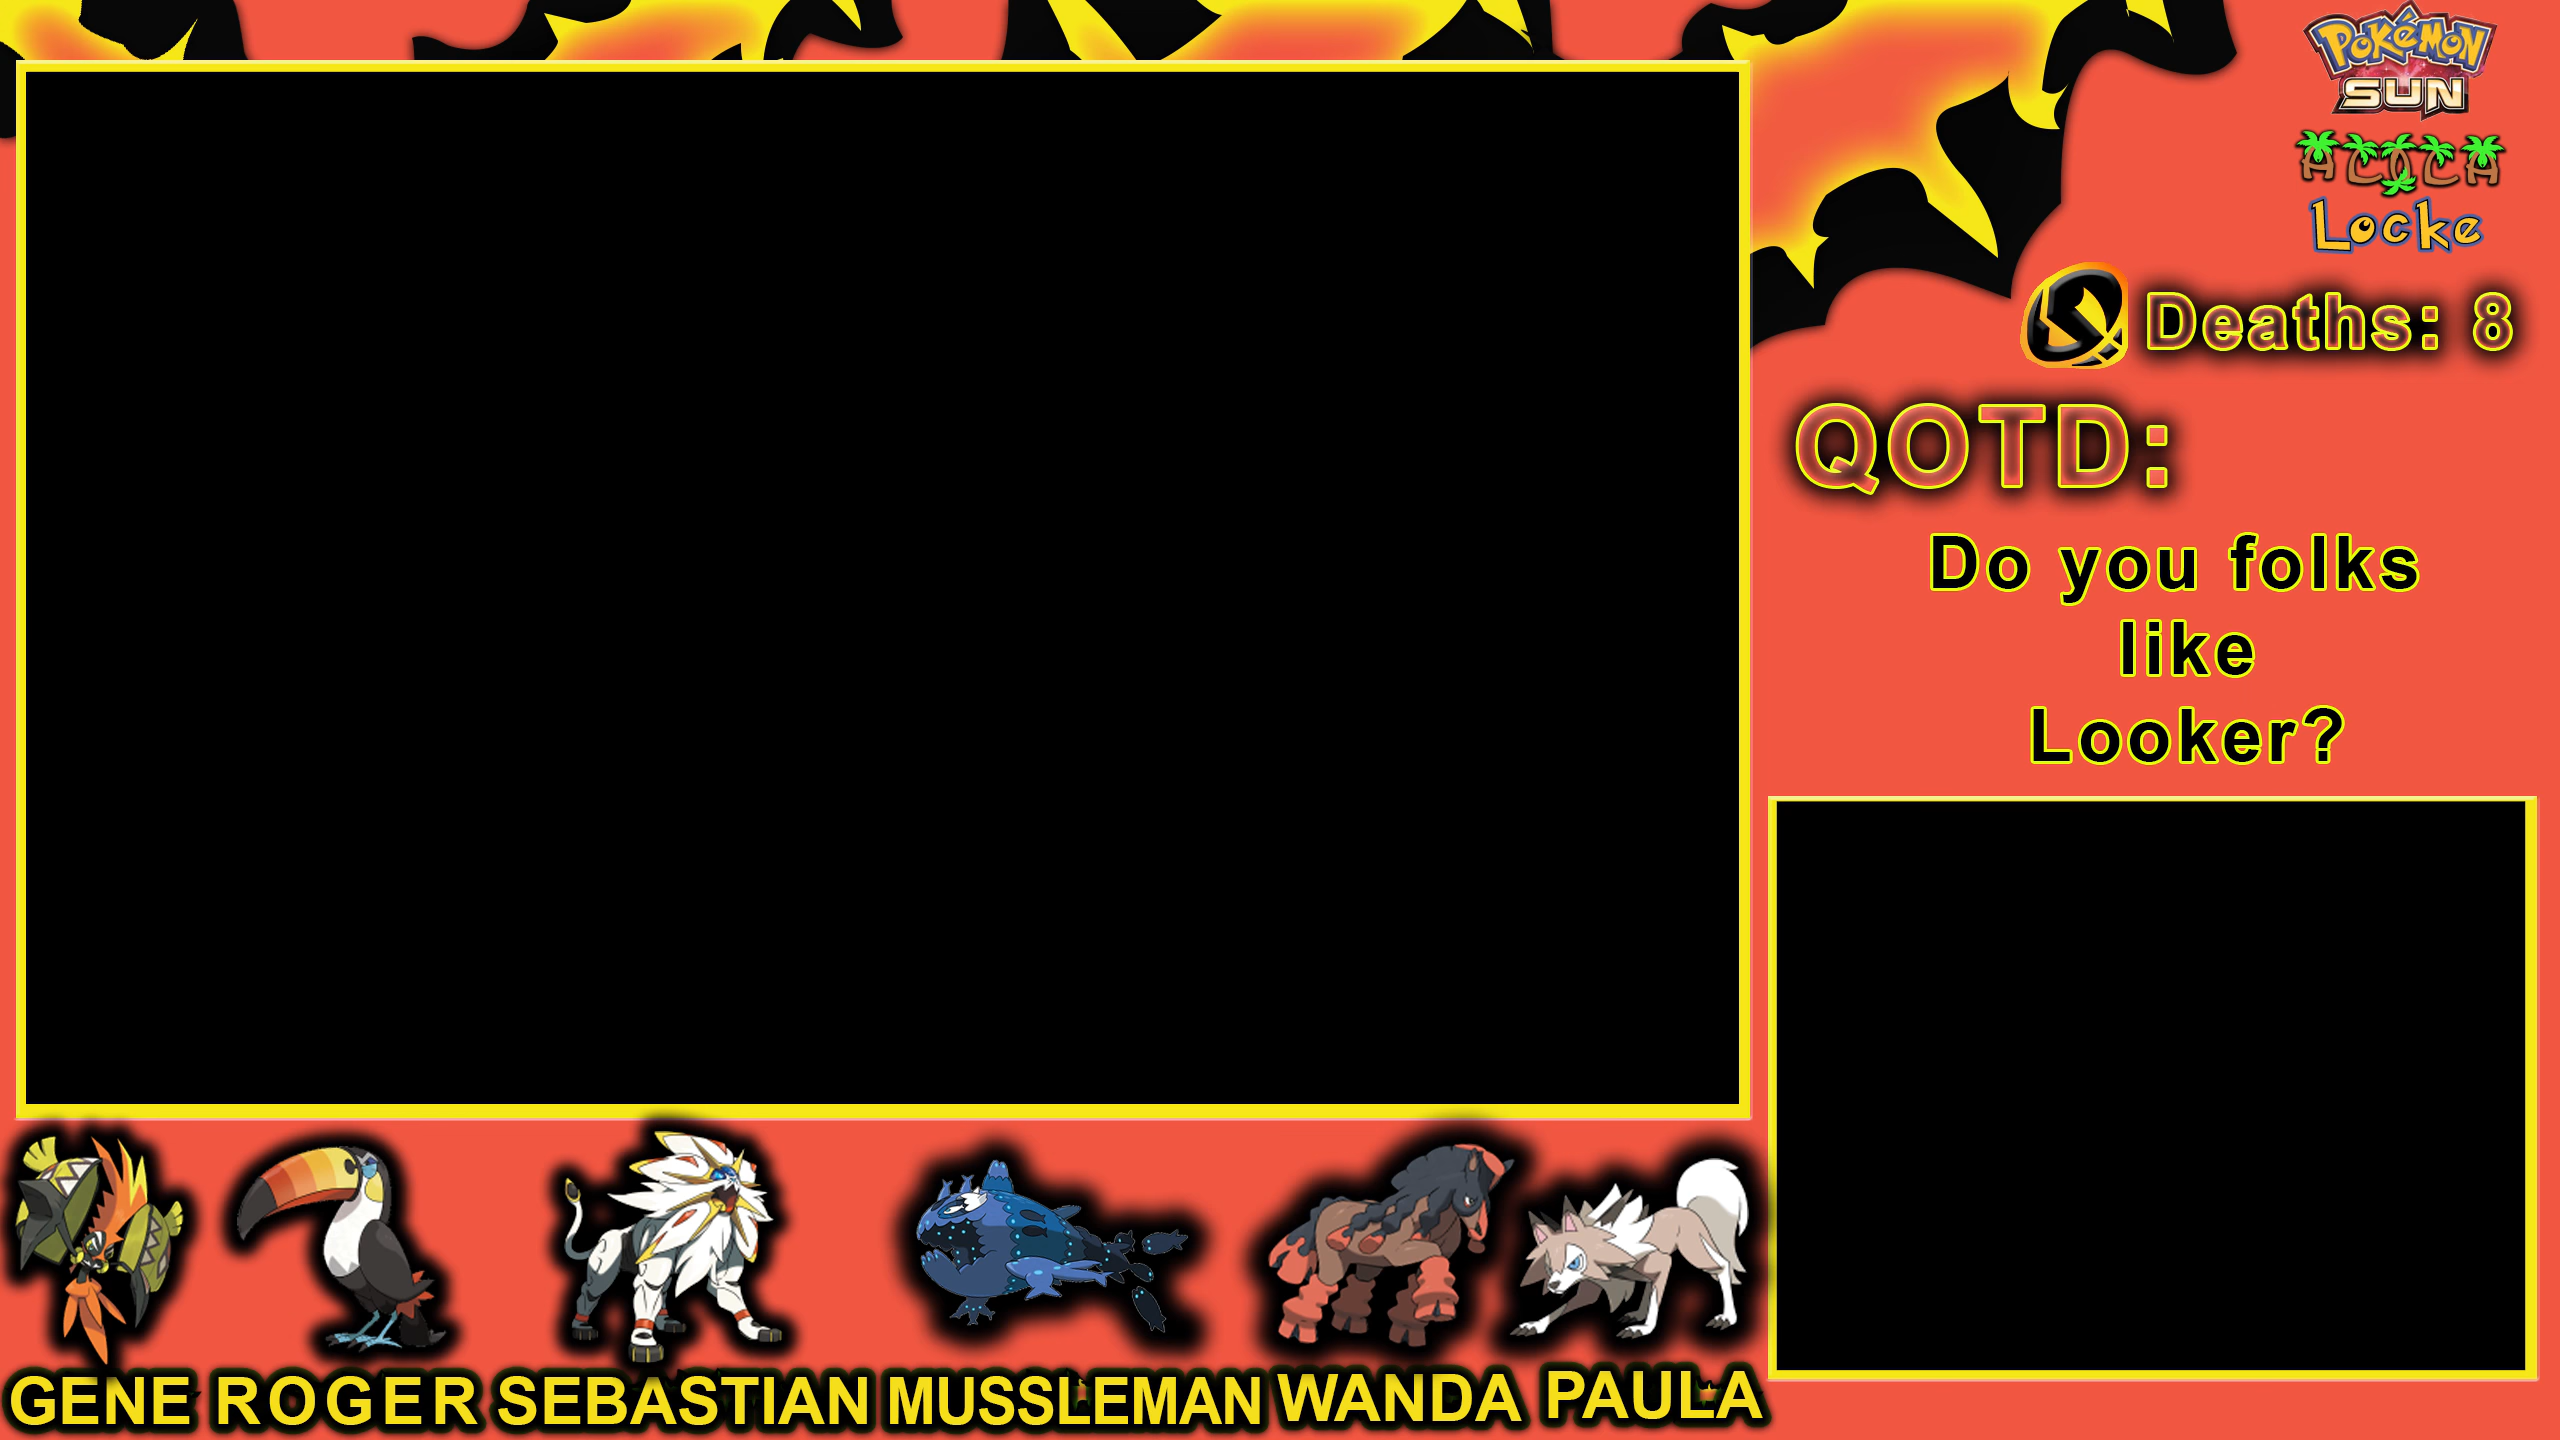 POKéMON
SUN
ALOLA
Locke
Deaths: 8
QOTD:
Do you folks
like
Looker?
GENE ROGER SEBASTIAN MUSSLEMAN WANDA PAULA